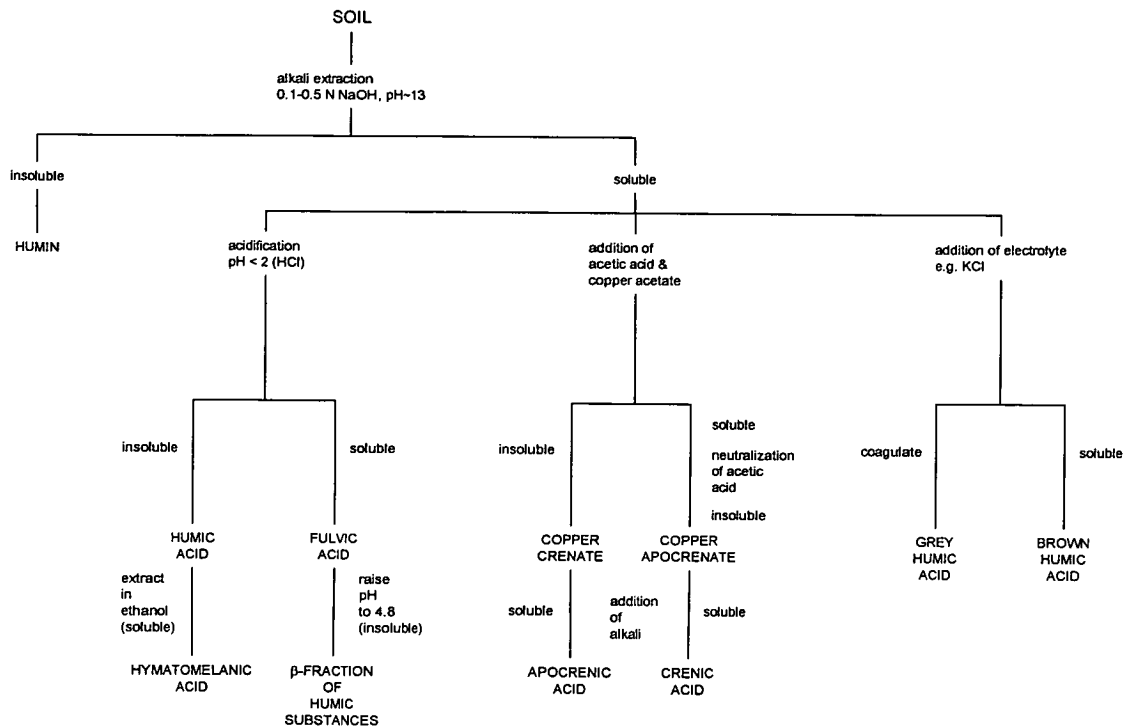 SOIL
alkali extraction
0.1-0.5 N NaOH, pH~13
insoluble
soluble
HUMIN
acidification
pH < 2 (HCl)
addition of
acetic acid &
copper acetate
addition of electrolyte
e.g. KCl
insoluble
soluble
insoluble
soluble
neutralization
of acetic
acid
insoluble
coagulate
soluble
HUMIC
ACID
FULVIC
ACID
COPPER
CRENATE
COPPER
APOCRENATE
GREY
HUMIC
ACID
BROWN
HUMIC
ACID
extract
in
ethanol
(soluble)
raise
pH
to 4.8
(insoluble)
soluble
addition
of
alkali
soluble
HYMATOMELANIC
ACID
β-FRACTION
OF
HUMIC
SUBSTANCES
APOCRENIC
ACID
CRENIC
ACID